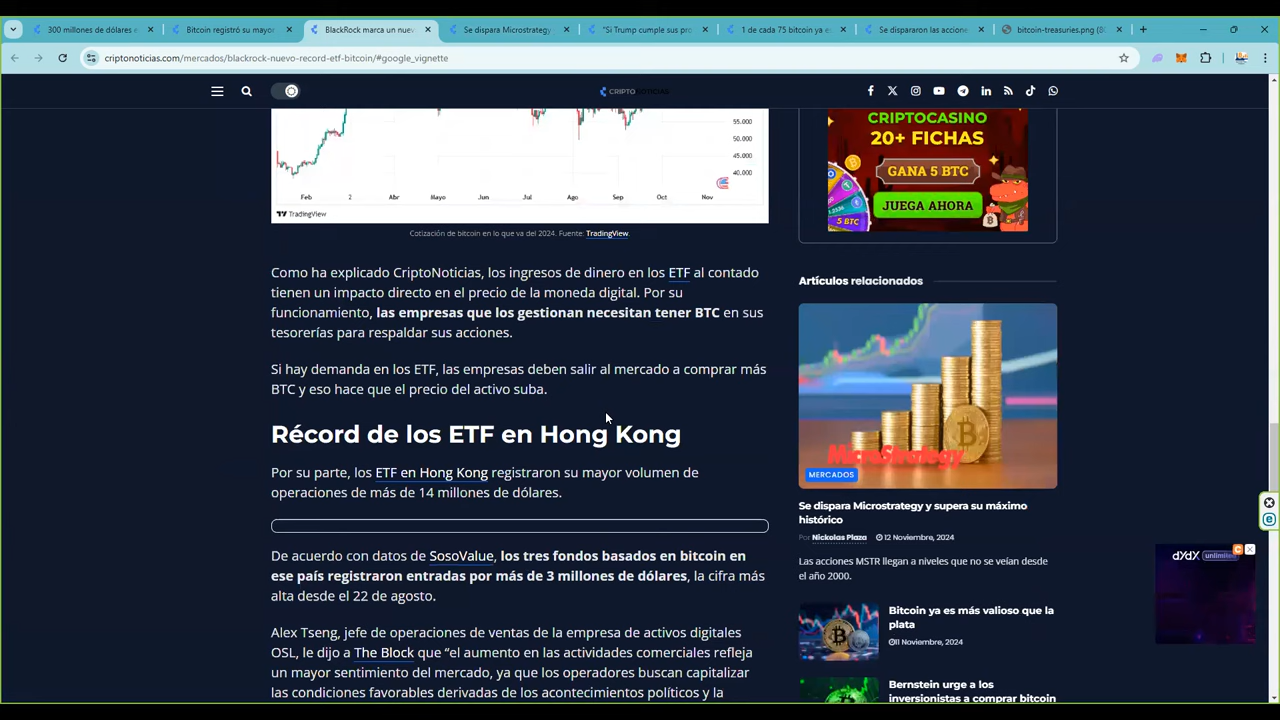 300 millones de dólares e
Bitcoin registró su mayor
BlackRock marca un nue
Se dispara Microstrategy
"Si Trump cumple sus pro
1 de cada 75 bitcoin ya e
Se dispararon las accione
bitcoin-treasuries.png (8
criptonoticias.com/mercados/blackrock-nuevo-record-etf-bitcoin/#google_vignette
CRIPTONOTICIAS
55.000
50.000
45.000
40.000
Feb 2 Abr Mayo Jun Jul Ago Sep Oct Nov
TradingView
Cotización de bitcoin en lo que va del 2024. Fuente: TradingView.
Como ha explicado CriptoNoticias, los ingresos de dinero en los ETF al contado
tienen un impacto directo en el precio de la moneda digital. Por su
funcionamiento, las empresas que los gestionan necesitan tener BTC en sus
tesorerías para respaldar sus acciones.
Si hay demanda en los ETF, las empresas deben salir al mercado a comprar más
BTC y eso hace que el precio del activo suba.
Récord de los ETF en Hong Kong
Por su parte, los ETF en Hong Kong registraron su mayor volumen de
operaciones de más de 14 millones de dólares.
De acuerdo con datos de SosoValue, los tres fondos basados en bitcoin en
ese país registraron entradas por más de 3 millones de dólares, la cifra más
alta desde el 22 de agosto.
Alex Tseng, jefe de operaciones de ventas de la empresa de activos digitales
OSL, le dijo a The Block que “el aumento en las actividades comerciales refleja
un mayor sentimiento del mercado, ya que los operadores buscan capitalizar
las condiciones favorables derivadas de los acontecimientos políticos y la
CRIPTOCASINO
20+ FICHAS
GANA 5 BTC
JUEGA AHORA
5 BTC
Artículos relacionados
MicroStrategy
MERCADOS
Se dispara Microstrategy y supera su máximo
histórico
Por Nickolas Plaza 12 Noviembre, 2024
Las acciones MSTR llegan a niveles que no se veían desde
el año 2000.
Bitcoin ya es más valioso que la
plata
11 Noviembre, 2024
Bernstein urge a los
inversionistas a comprar bitcoin
dYdX unlimited